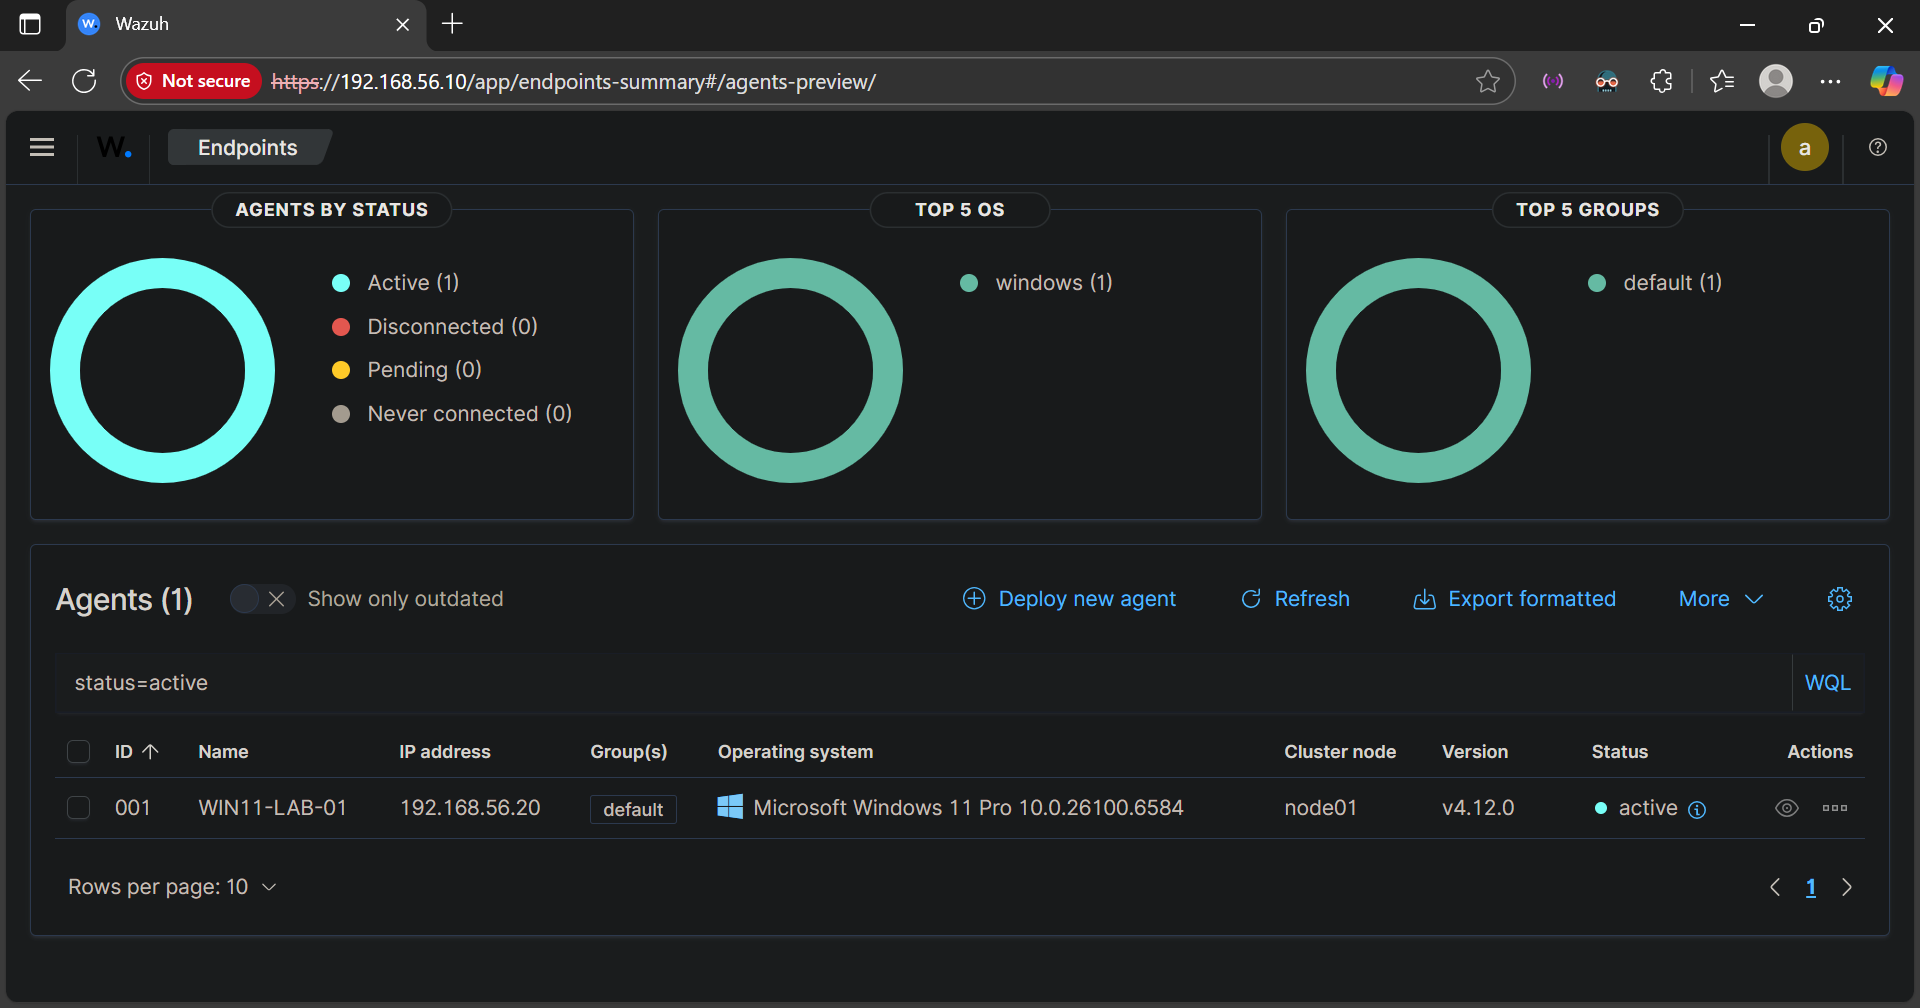 Wazuh
Not secure https://192.168.56.10/app/endpoints-summary#/agents-preview/
W. Endpoints a
AGENTS BY STATUS
Active (1)
Disconnected (0)
Pending (0)
Never connected (0)
TOP 5 OS
windows (1)
TOP 5 GROUPS
default (1)
Agents (1) Show only outdated Deploy new agent Refresh Export formatted More
status=active WQL
ID Name IP address Group(s) Operating system Cluster node Version Status Actions
001 WIN11-LAB-01 192.168.56.20 default Microsoft Windows 11 Pro 10.0.26100.6584 node01 v4.12.0 active
Rows per page: 10 1